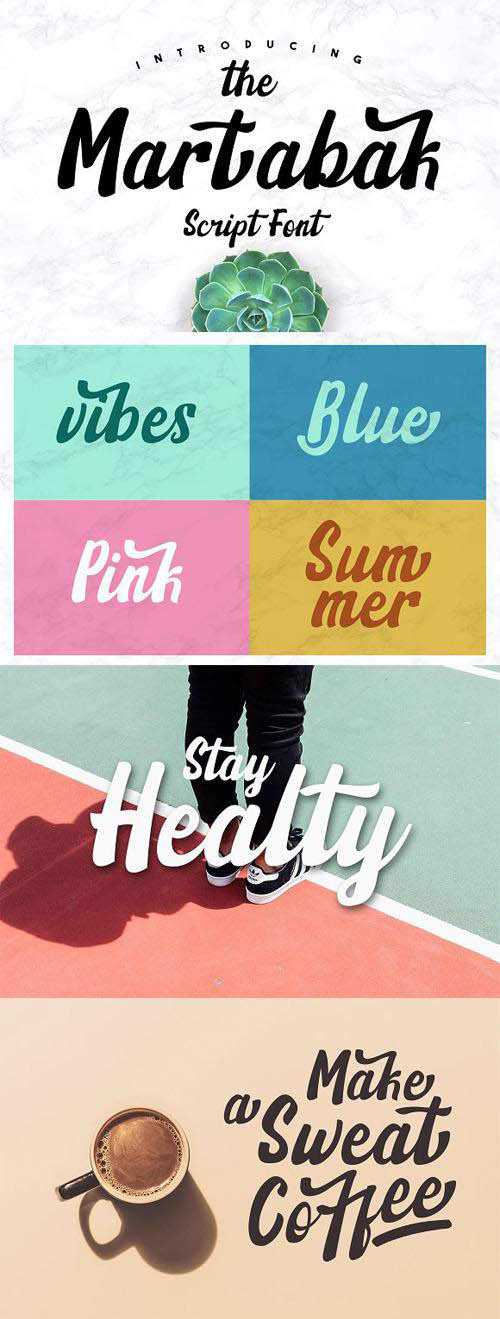 INTRODUCING
the
Martabak
Script Font
vibes
Blue
Pink
Sum
mer
Stay
Healty
Make
a Sweat
Coffee